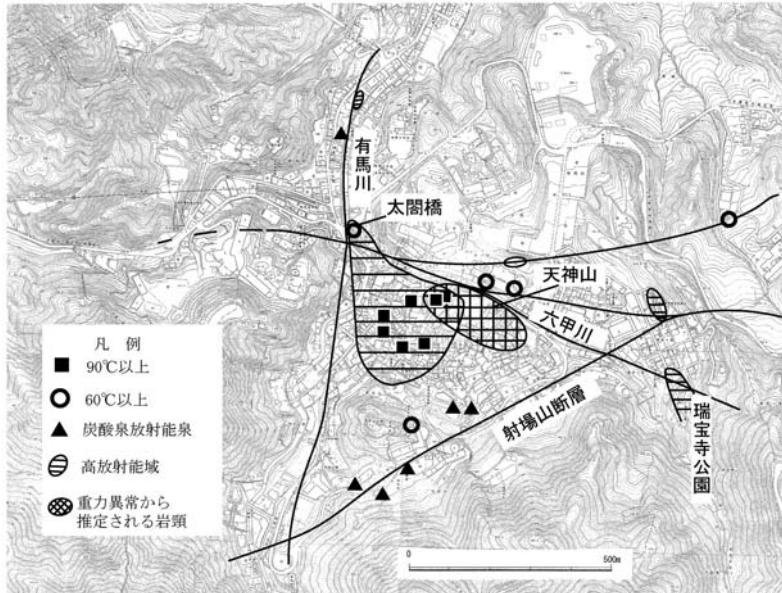 有馬川
太閤橋
天神山
六甲川
射場山断層
瑞宝寺公園
凡 例
90℃以上
60℃以上
炭酸泉放射能泉
高放射能域
重力異常から
推定される岩頸
0
500m